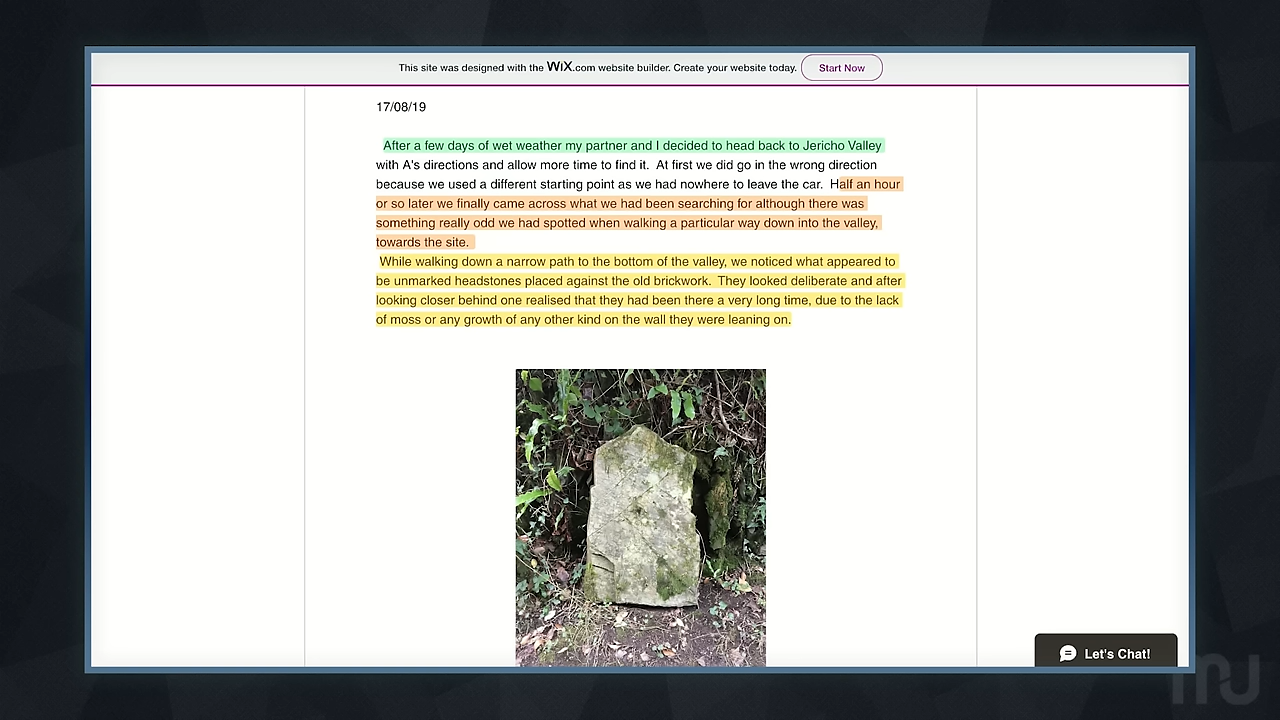 This site was designed with the WiX.com website builder. Create your website today. Start Now
17/08/19
After a few days of wet weather my partner and I decided to head back to Jericho Valley
with A's directions and allow more time to find it.  At first we did go in the wrong direction
because we used a different starting point as we had nowhere to leave the car.  Half an hour
or so later we finally came across what we had been searching for although there was
something really odd we had spotted when walking a particular way down into the valley,
towards the site.
While walking down a narrow path to the bottom of the valley, we noticed what appeared to
be unmarked headstones placed against the old brickwork.  They looked deliberate and after
looking closer behind one realised that they had been there a very long time, due to the lack
of moss or any growth of any other kind on the wall they were leaning on.
Let's Chat!